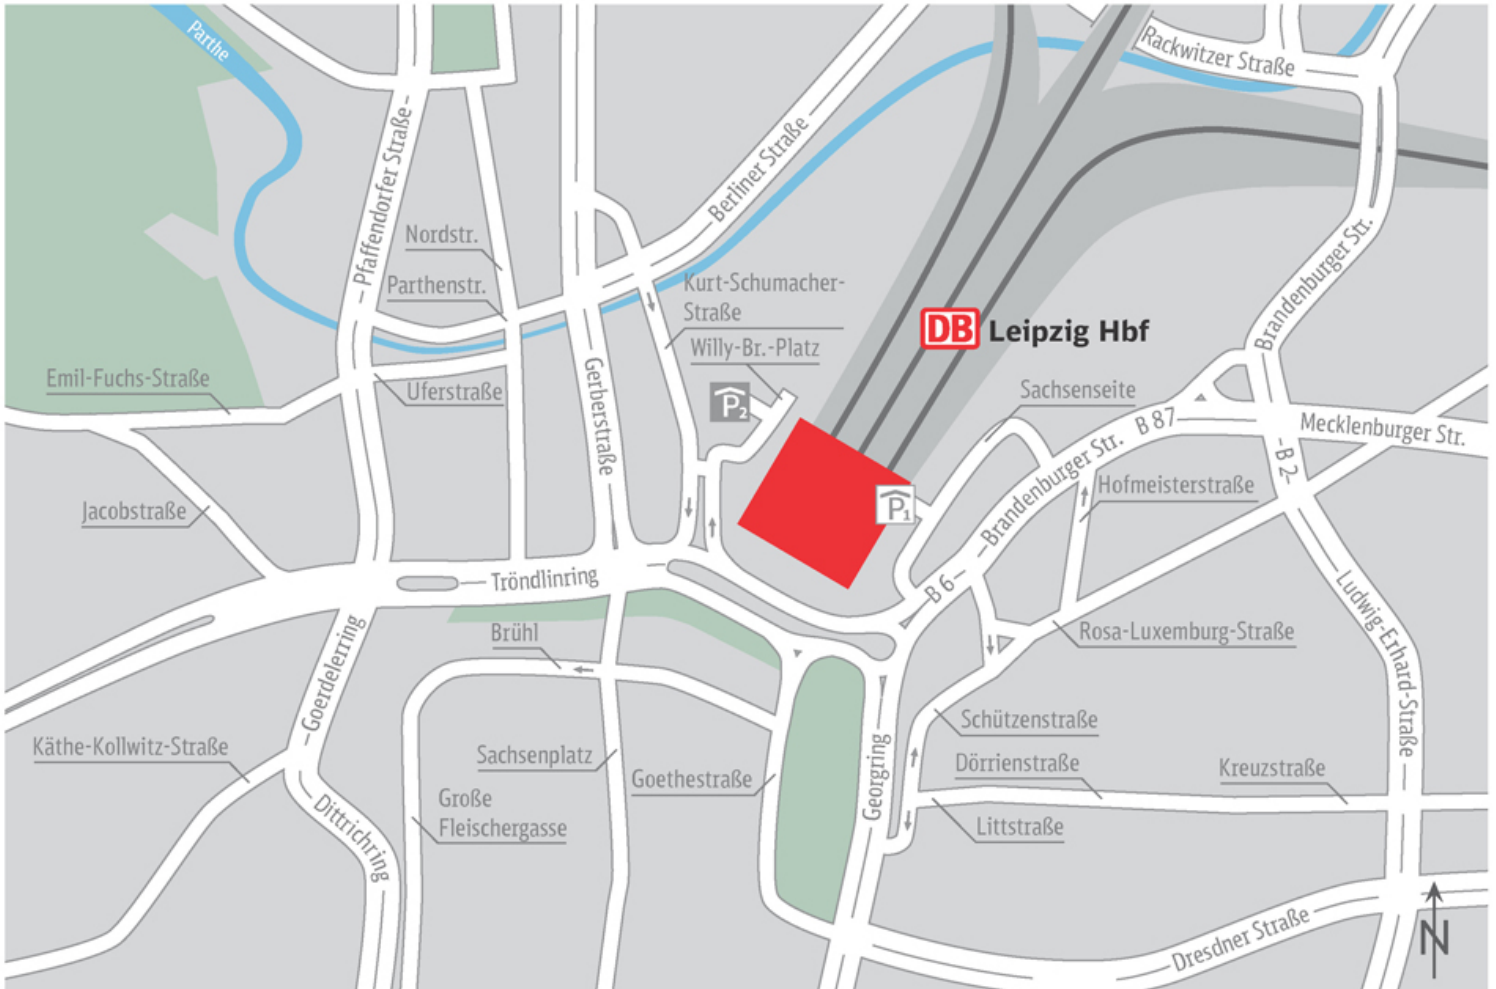 Parthe
Rackwitzer Straße
Pfaffendorfer Straße
Berliner Straße
Nordstr.
Parthenstr.
Kurt-Schumacher-
Straße
Willy-Br.-Platz
DB Leipzig Hbf
Brandenburger Str.
Emil-Fuchs-Straße
Uferstraße
Gerberstraße
P2
Sachsenseite
Brandenburger Str. B 87
Mecklenburger Str.
B 2
Jacobstraße
P1
Hofmeisterstraße
Tröndlinring
B 6
Ludwig-Erhard-Straße
Brühl
Rosa-Luxemburg-Straße
Goerdelerring
Käthe-Kollwitz-Straße
Sachsenplatz
Goethestraße
Georgring
Schützenstraße
Dörrienstraße
Kreuzstraße
Dittrichring
Große
Fleischergasse
Littstraße
Dresdner Straße
N